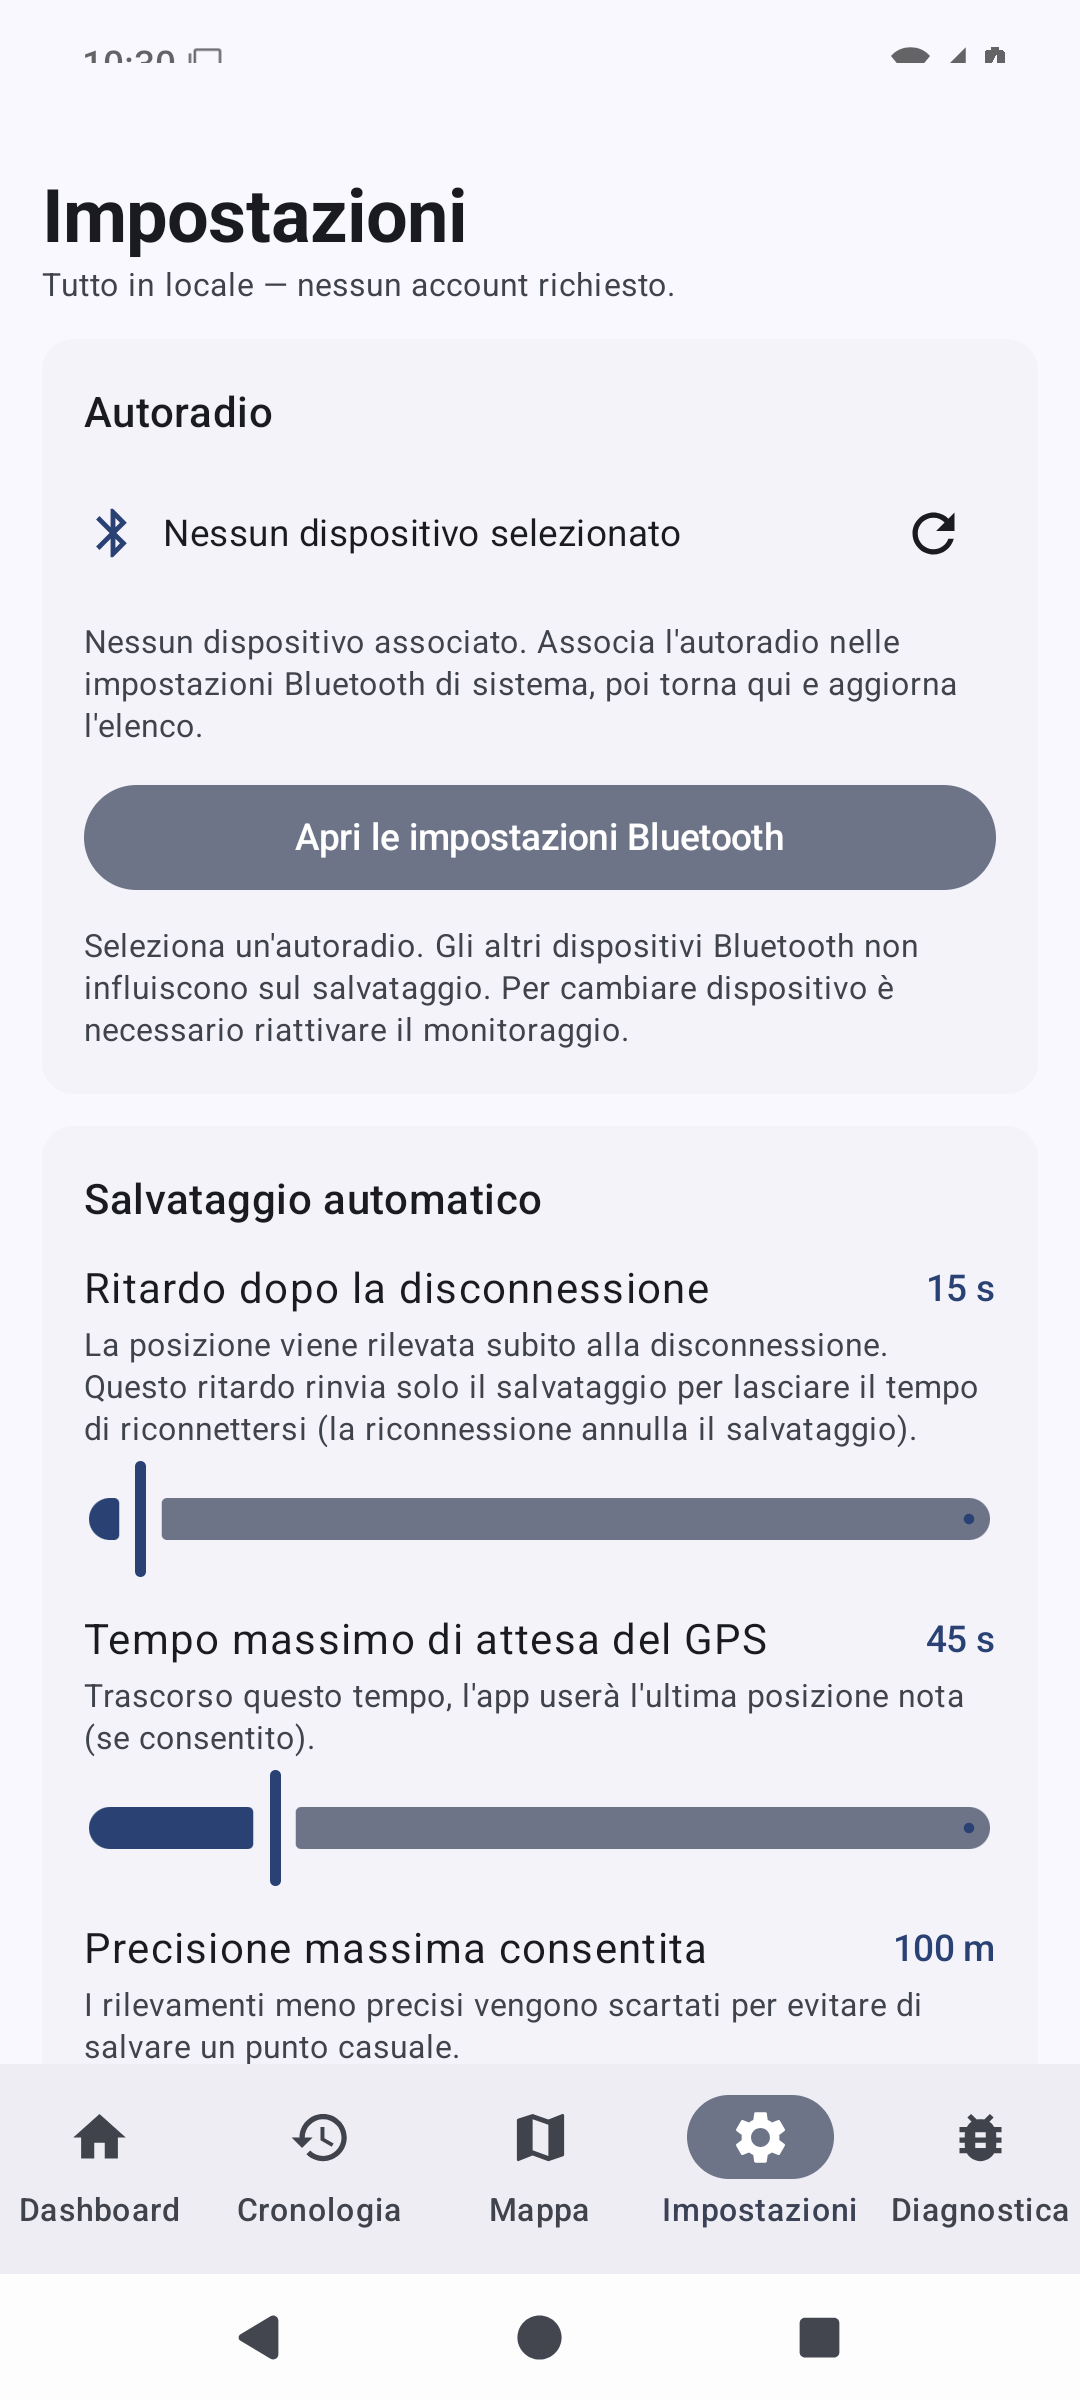 10:30
Impostazioni
Tutto in locale — nessun account richiesto.
Autoradio
Nessun dispositivo selezionato
Nessun dispositivo associato. Associa l'autoradio nelle
impostazioni Bluetooth di sistema, poi torna qui e aggiorna
l'elenco.
Apri le impostazioni Bluetooth
Seleziona un'autoradio. Gli altri dispositivi Bluetooth non
influiscono sul salvataggio. Per cambiare dispositivo è
necessario riattivare il monitoraggio.
Salvataggio automatico
Ritardo dopo la disconnessione 15 s
La posizione viene rilevata subito alla disconnessione.
Questo ritardo rinvia solo il salvataggio per lasciare il tempo
di riconnettersi (la riconnessione annulla il salvataggio).
Tempo massimo di attesa del GPS 45 s
Trascorso questo tempo, l'app userà l'ultima posizione nota
(se consentito).
Precisione massima consentita 100 m
I rilevamenti meno precisi vengono scartati per evitare di
salvare un punto casuale.
Dashboard Cronologia Mappa Impostazioni Diagnostica